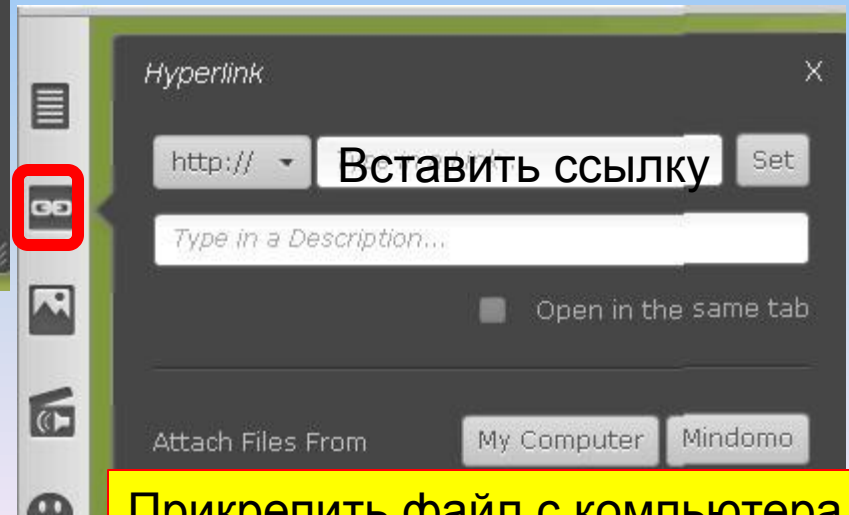 Hyperlink X
http:// Вставить ссылку Set
Type in a Description...
Open in the same tab
Attach Files From My Computer Mindomo
Прикрепить файл с компьютера